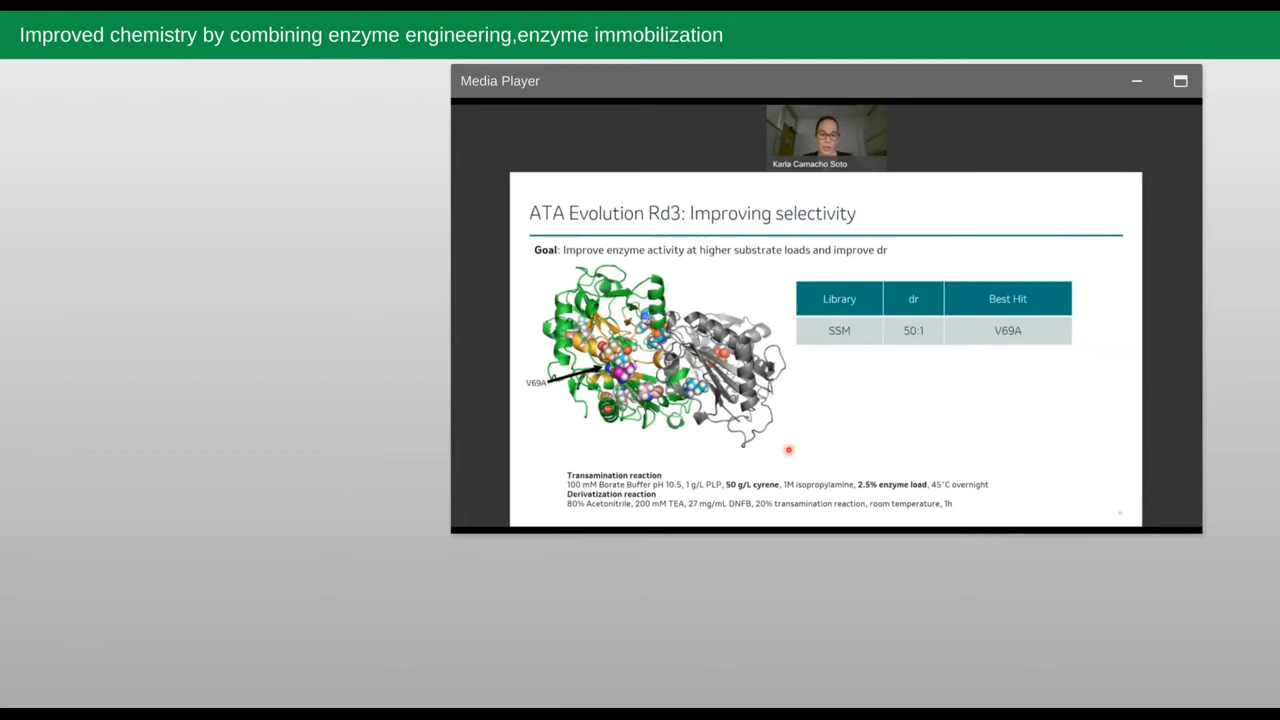 Improved chemistry by combining enzyme engineering,enzyme immobilization
Media Player
Karla Camacho Soto
ATA Evolution Rd3: Improving selectivity
Goal: Improve enzyme activity at higher substrate loads and improve dr
Library dr Best Hit
SSM 50:1 V69A
V69A
Transamination reaction
100 mM Borate Buffer pH 10.5, 1 g/L PLP, 50 g/L cyrene, 1M isopropylamine, 2.5% enzyme load, 45°C overnight
Derivatization reaction
80% Acetonitrile, 200 mM TEA, 27 mg/mL DNFB, 20% transamination reaction, room temperature, 1h